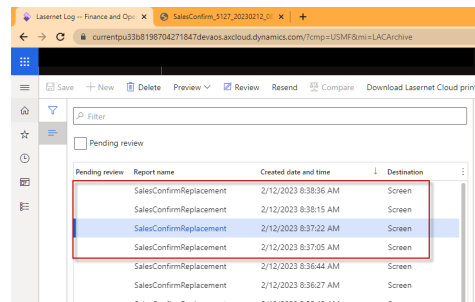 Lasernet Log -- Finance and Ope
SalesConfirm_5127_20230212_08
currentpu33b8198704271847devaos.axcloud.dynamics.com/?cmp=USMF&mi=LACArchive
Save New Delete Preview Review Resend Compare Download Lasernet Cloud prin
Filter
Pending review
Pending review Report name Created date and time Destination
SalesConfirmReplacement 2/12/2023 8:38:36 AM Screen
SalesConfirmReplacement 2/12/2023 8:38:15 AM Screen
SalesConfirmReplacement 2/12/2023 8:37:22 AM Screen
SalesConfirmReplacement 2/12/2023 8:37:05 AM Screen
SalesConfirmReplacement 2/12/2023 8:36:44 AM Screen
SalesConfirmReplacement 2/12/2023 8:36:27 AM Screen